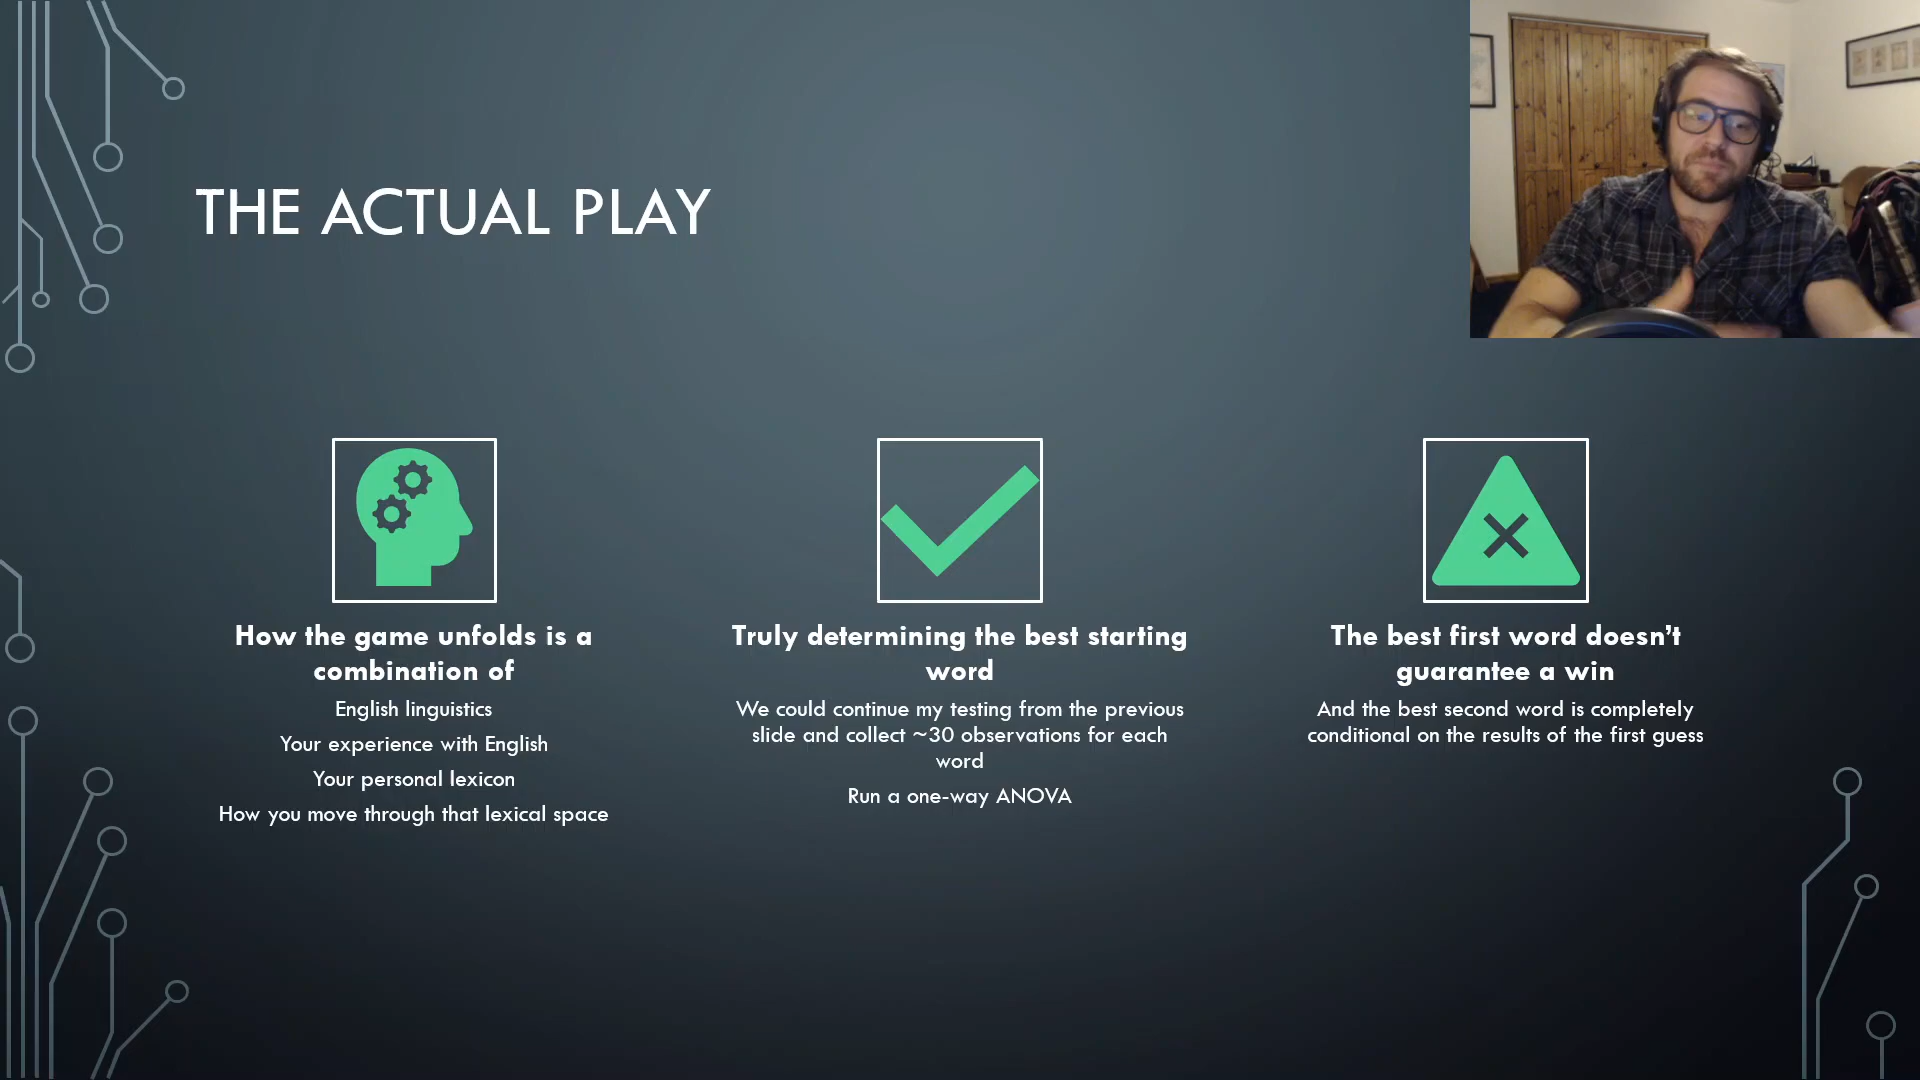 THE ACTUAL PLAY
How the game unfolds is a
combination of
English linguistics
Your experience with English
Your personal lexicon
How you move through that lexical space
Truly determining the best starting
word
We could continue my testing from the previous
slide and collect ~30 observations for each
word
Run a one-way ANOVA
The best first word doesn’t
guarantee a win
And the best second word is completely
conditional on the results of the first guess